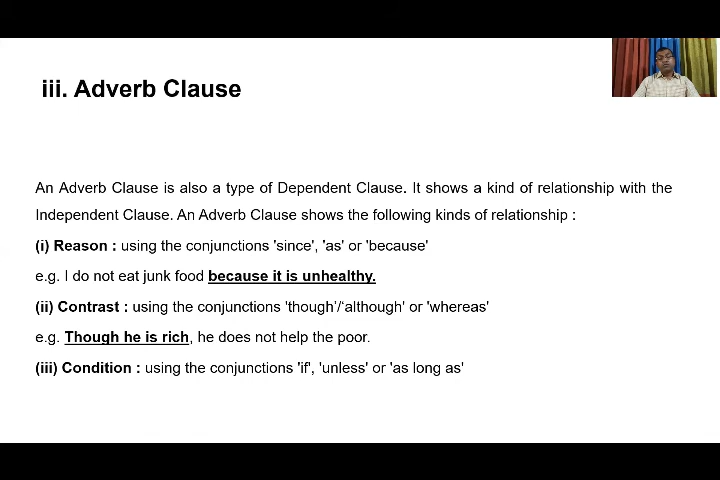 iii. Adverb Clause
An Adverb Clause is also a type of Dependent Clause. It shows a kind of relationship with the
Independent Clause. An Adverb Clause shows the following kinds of relationship :
(i) Reason : using the conjunctions 'since', 'as' or 'because'
e.g. I do not eat junk food because it is unhealthy.
(ii) Contrast : using the conjunctions 'though'/'although' or 'whereas'
e.g. Though he is rich, he does not help the poor.
(iii) Condition : using the conjunctions 'if', 'unless' or 'as long as'